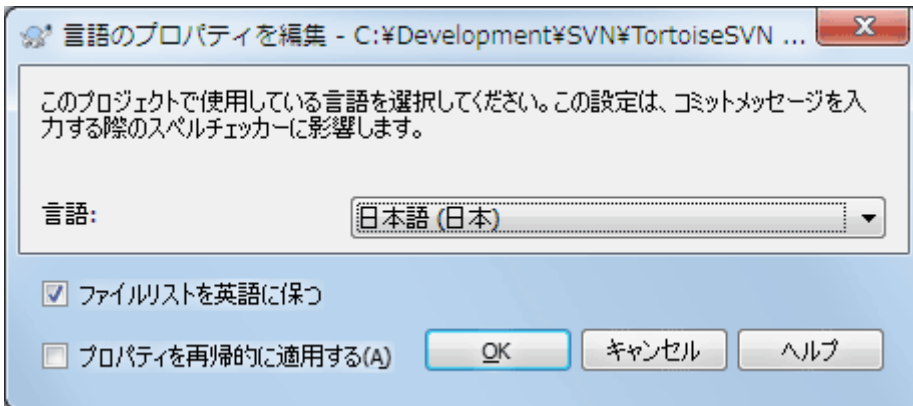 言語のプロパティを編集 - C:¥Development¥SVN¥TortoiseSVN ...
このプロジェクトで使用している言語を選択してください。この設定は、コミットメッセージを入
力する際のスペルチェッカーに影響します。
言語: 日本語 (日本)
ファイルリストを英語に保つ
プロパティを再帰的に適用する(A) OK キャンセル ヘルプ